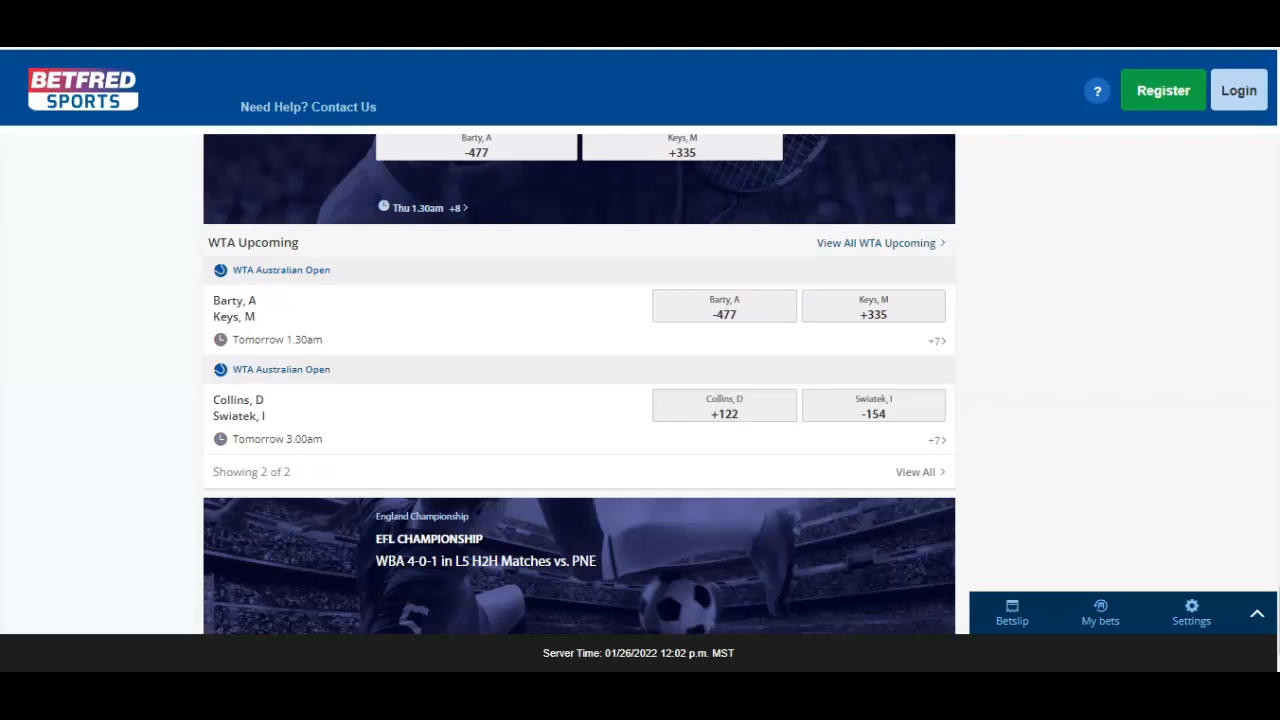 BETFRED
SPORTS
Need Help? Contact Us
?
Register
Login
Barty, A
-477
Keys, M
+335
Thu 1.30am +8 >
WTA Upcoming
View All WTA Upcoming >
WTA Australian Open
Barty, A
Keys, M
Barty, A
-477
Keys, M
+335
Tomorrow 1.30am
+7>
WTA Australian Open
Collins, D
Swiatek, I
Collins, D
+122
Swiatek, I
-154
Tomorrow 3.00am
+7>
Showing 2 of 2
View All >
England Championship
EFL CHAMPIONSHIP
WBA 4-0-1 in L5 H2H Matches vs. PNE
Betslip
My bets
Settings
Server Time: 01/26/2022 12:02 p.m. MST